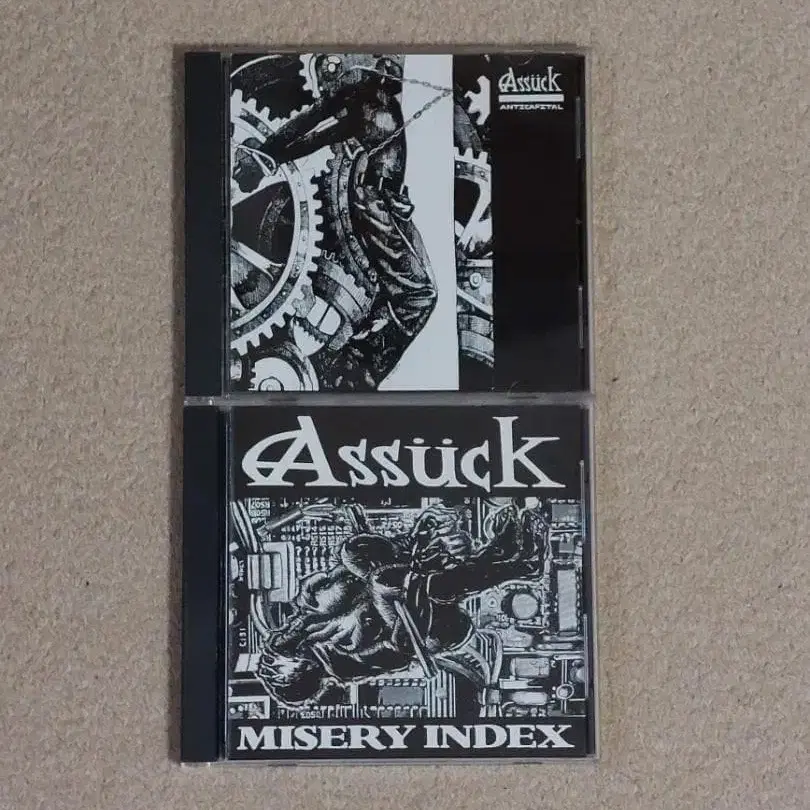 Assück
ANTICAPITAL
Assück
MISERY INDEX